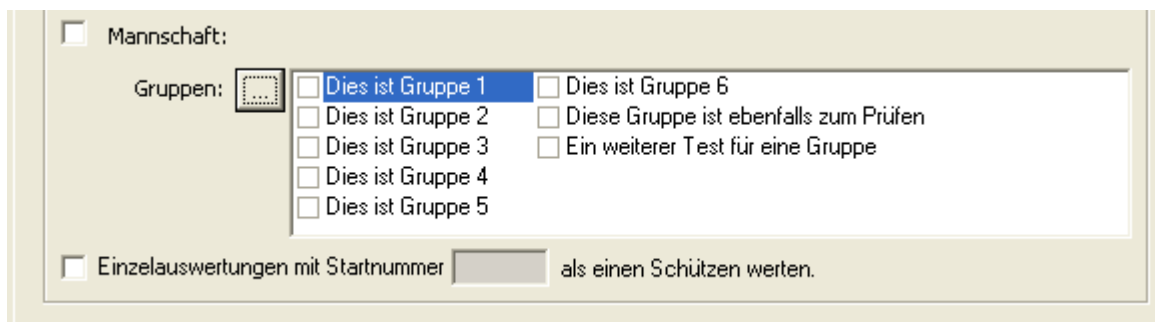 Mannschaft:
Gruppen: ... Dies ist Gruppe 1 Dies ist Gruppe 6
Dies ist Gruppe 2 Diese Gruppe ist ebenfalls zum Prüfen
Dies ist Gruppe 3 Ein weiterer Test für eine Gruppe
Dies ist Gruppe 4
Dies ist Gruppe 5
Einzelauswertungen mit Startnummer als einen Schützen werten.